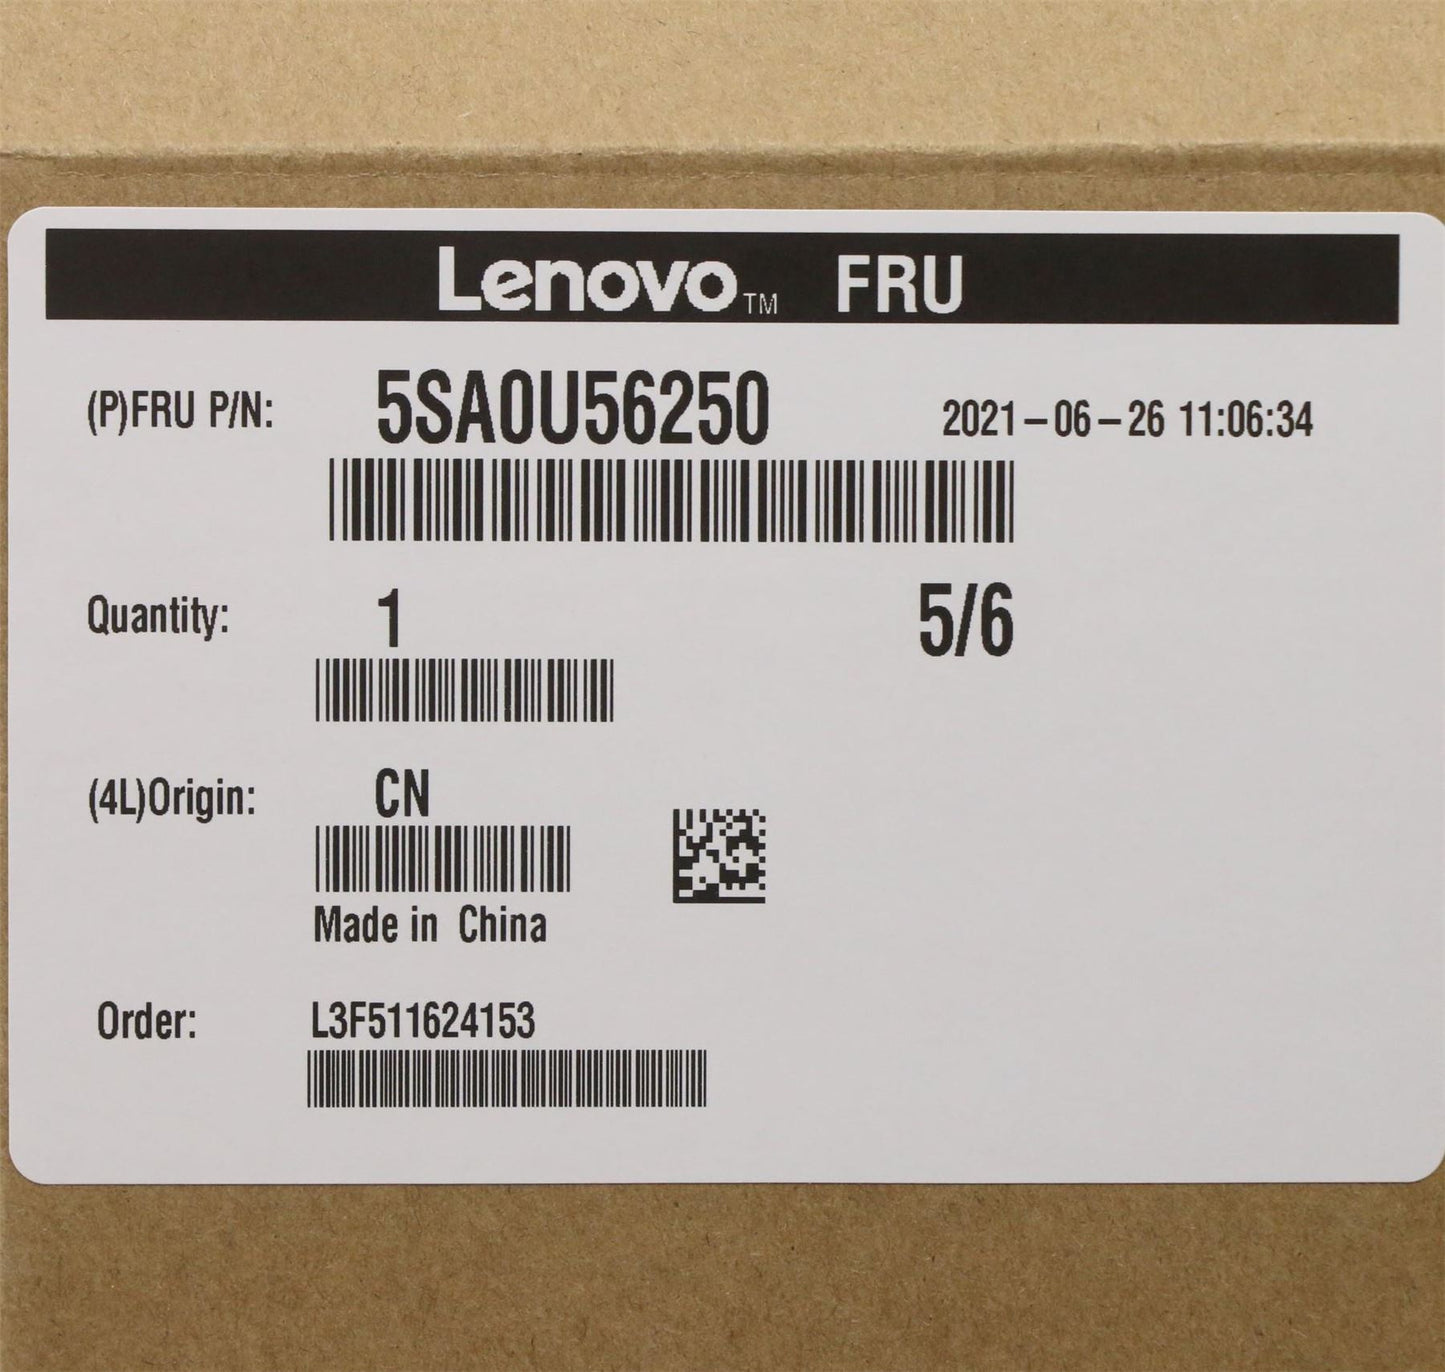 Lenovo™ FRU
(P)FRU P/N: 5SA0U56250 2021-06-26 11:06:34
Quantity: 1 5/6
(4L)Origin: CN
Made in China
Order: L3F511624153